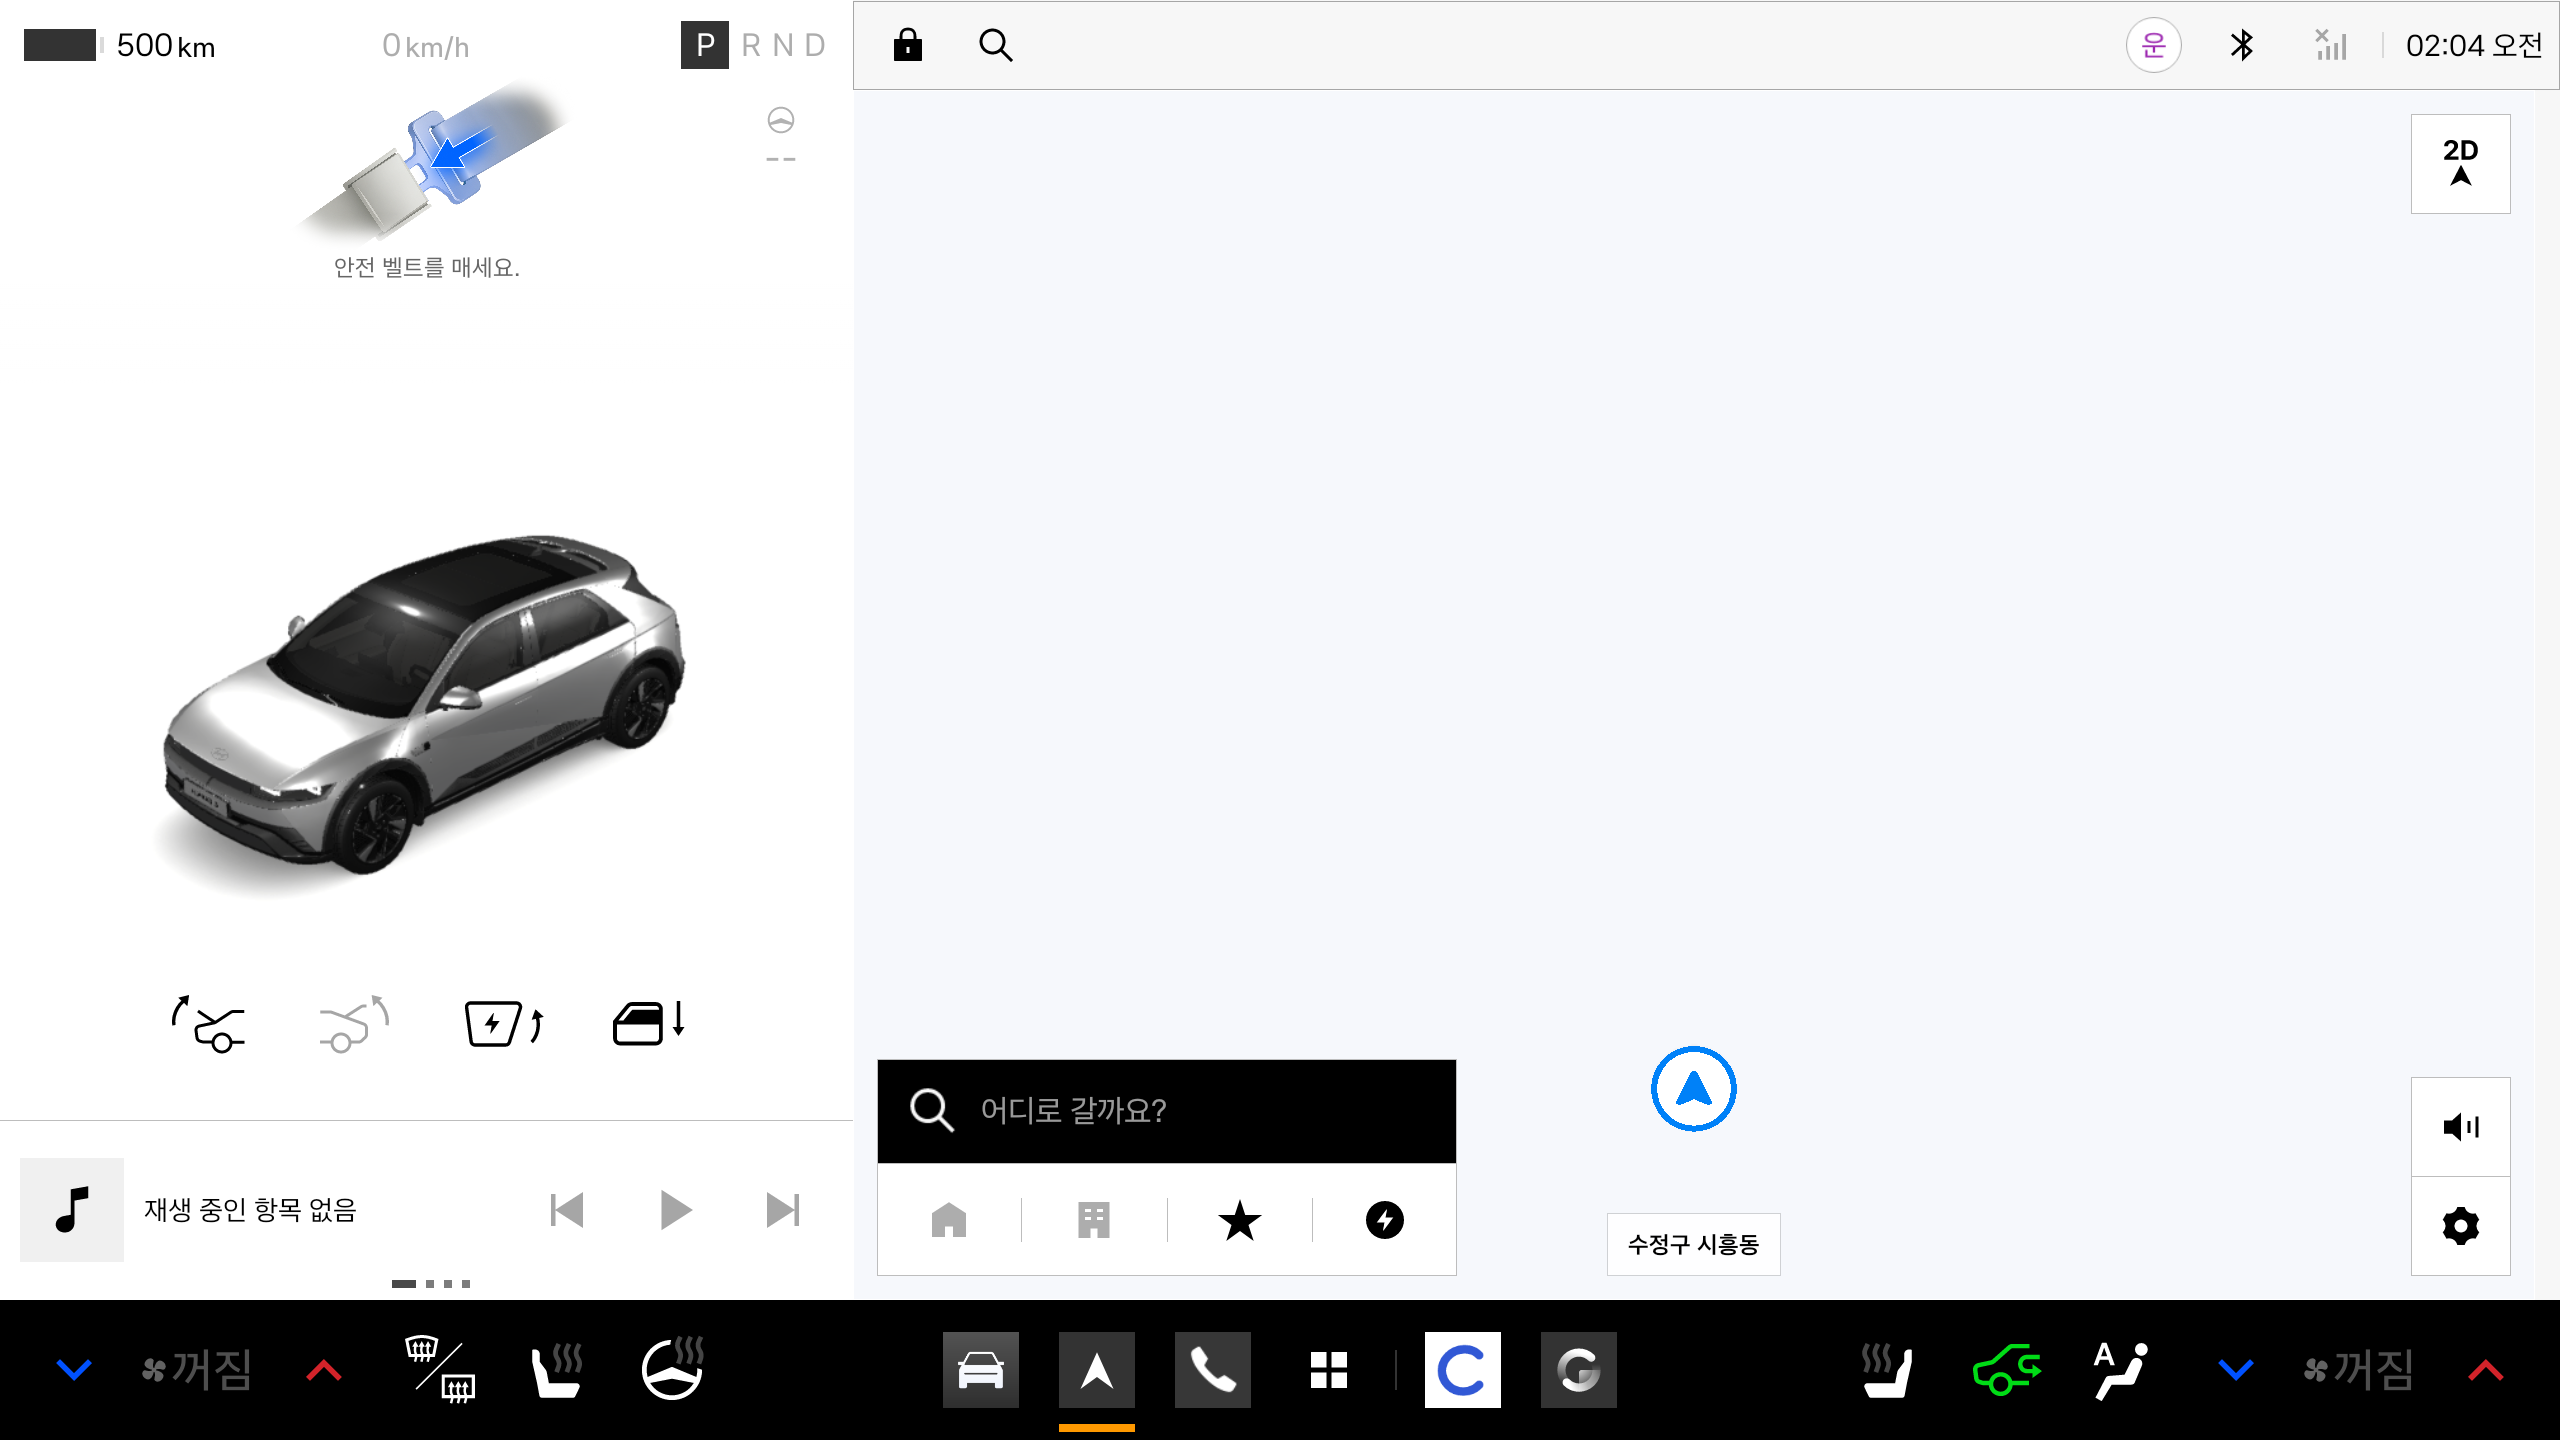 500 km
0 km/h
P R N D
--
안전 벨트를 매세요.
재생 중인 항목 없음
운
02:04 오전
2D
어디로 갈까요?
수정구 시흥동
꺼짐
A
꺼짐